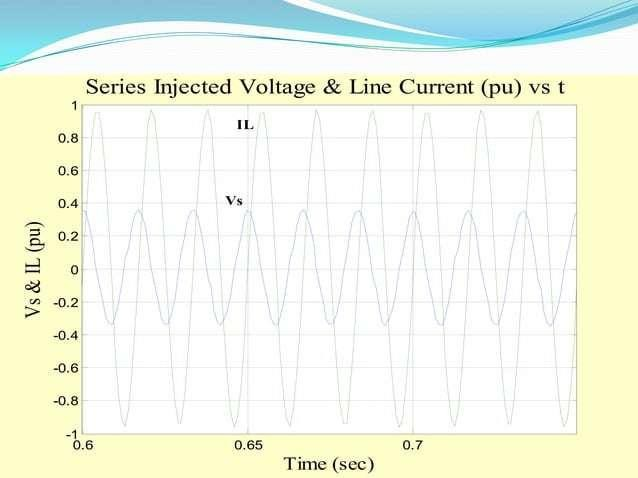 Series Injected Voltage & Line Current (pu) vs t
1
IL
0.8
0.6
Vs
0.4
0.2
0
-0.2
-0.4
-0.6
-0.8
-1
Vs & IL (pu)
0.6 0.65 0.7
Time (sec)